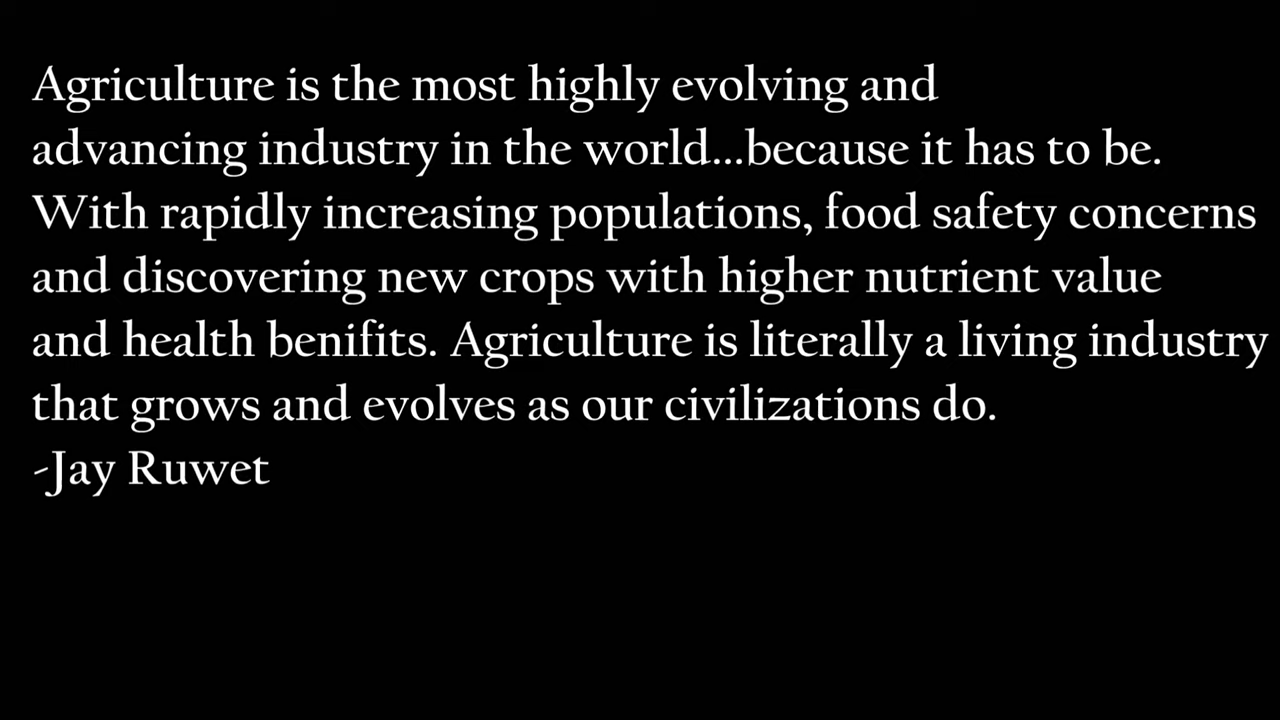 Agriculture is the most highly evolving and
advancing industry in the world...because it has to be.
With rapidly increasing populations, food safety concerns
and discovering new crops with higher nutrient value
and health benifits. Agriculture is literally a living industry
that grows and evolves as our civilizations do.
-Jay Ruwet